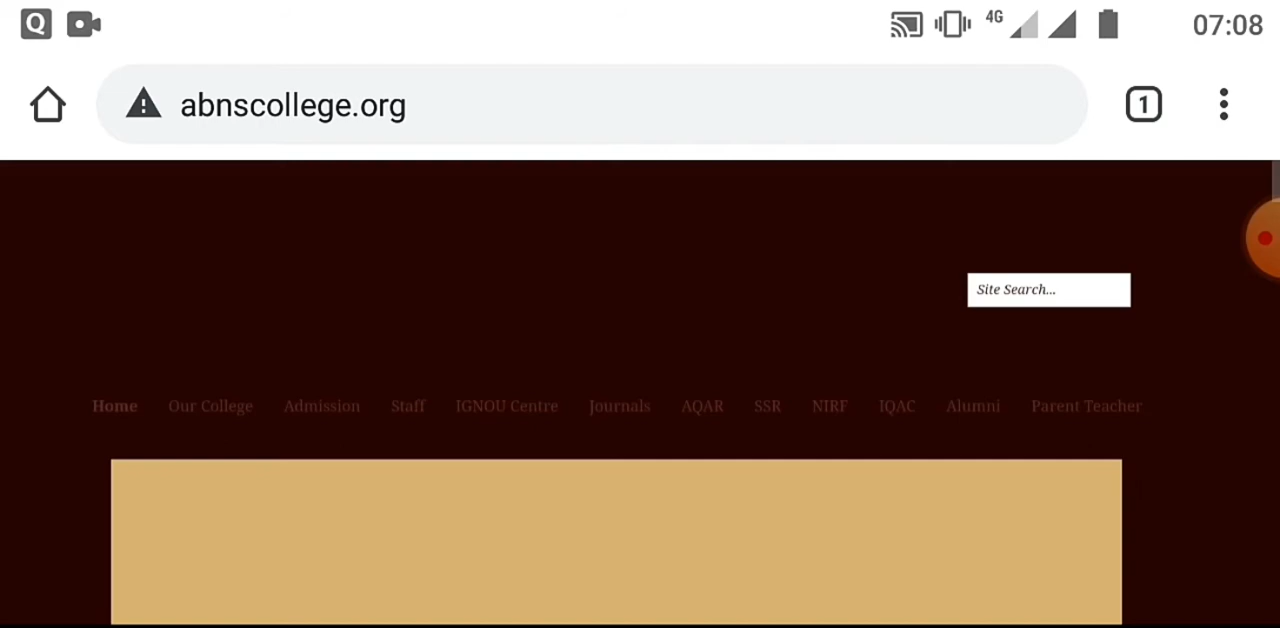 Q
4G
07:08
abnscollege.org
1
Site Search...
Home Our College Admission Staff IGNOU Centre Journals AQAR SSR NIRF IQAC Alumni Parent Teacher